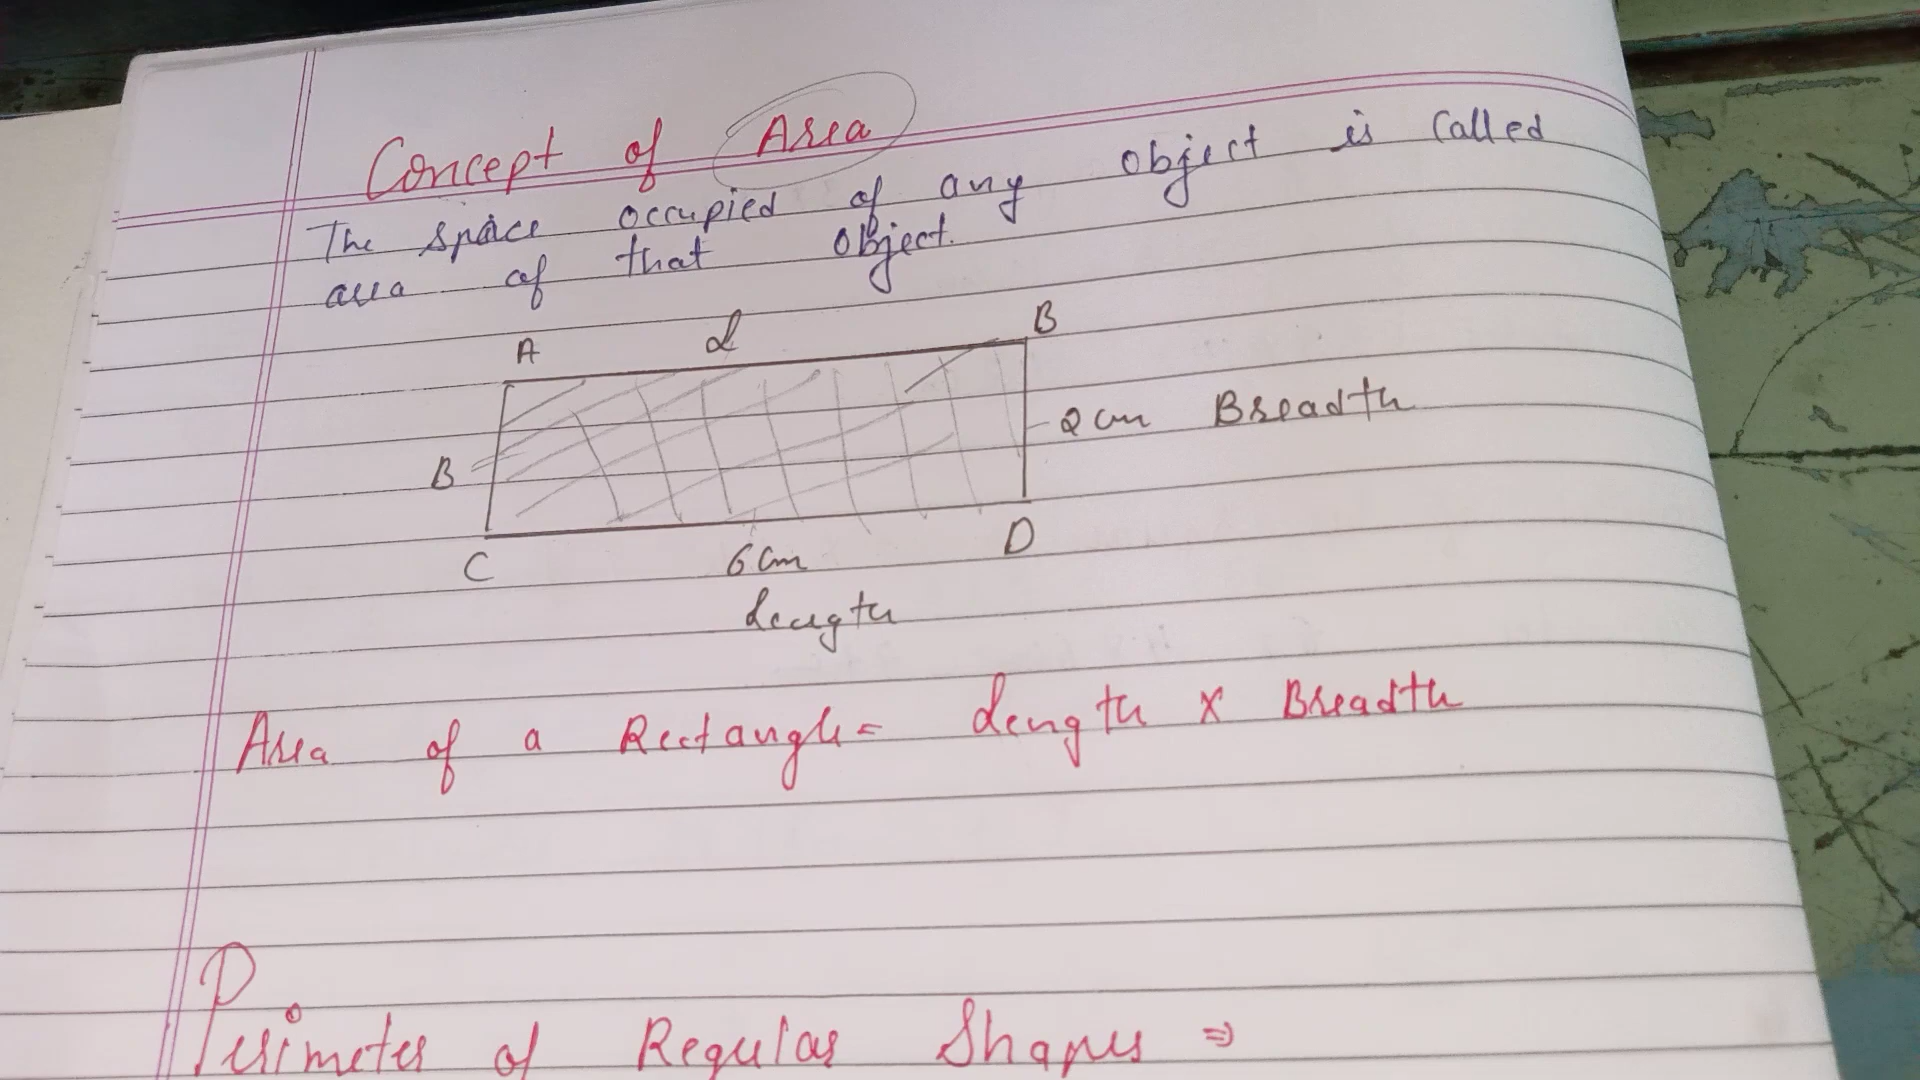 Concept of Area
The space occupied of any object is called
area of that object.
A l B
B 2 cm Breadth
C 6 cm D
Length
Area of a Rectangle = Length x Breadth
P
Perimeter of Regular Shapes ⇒